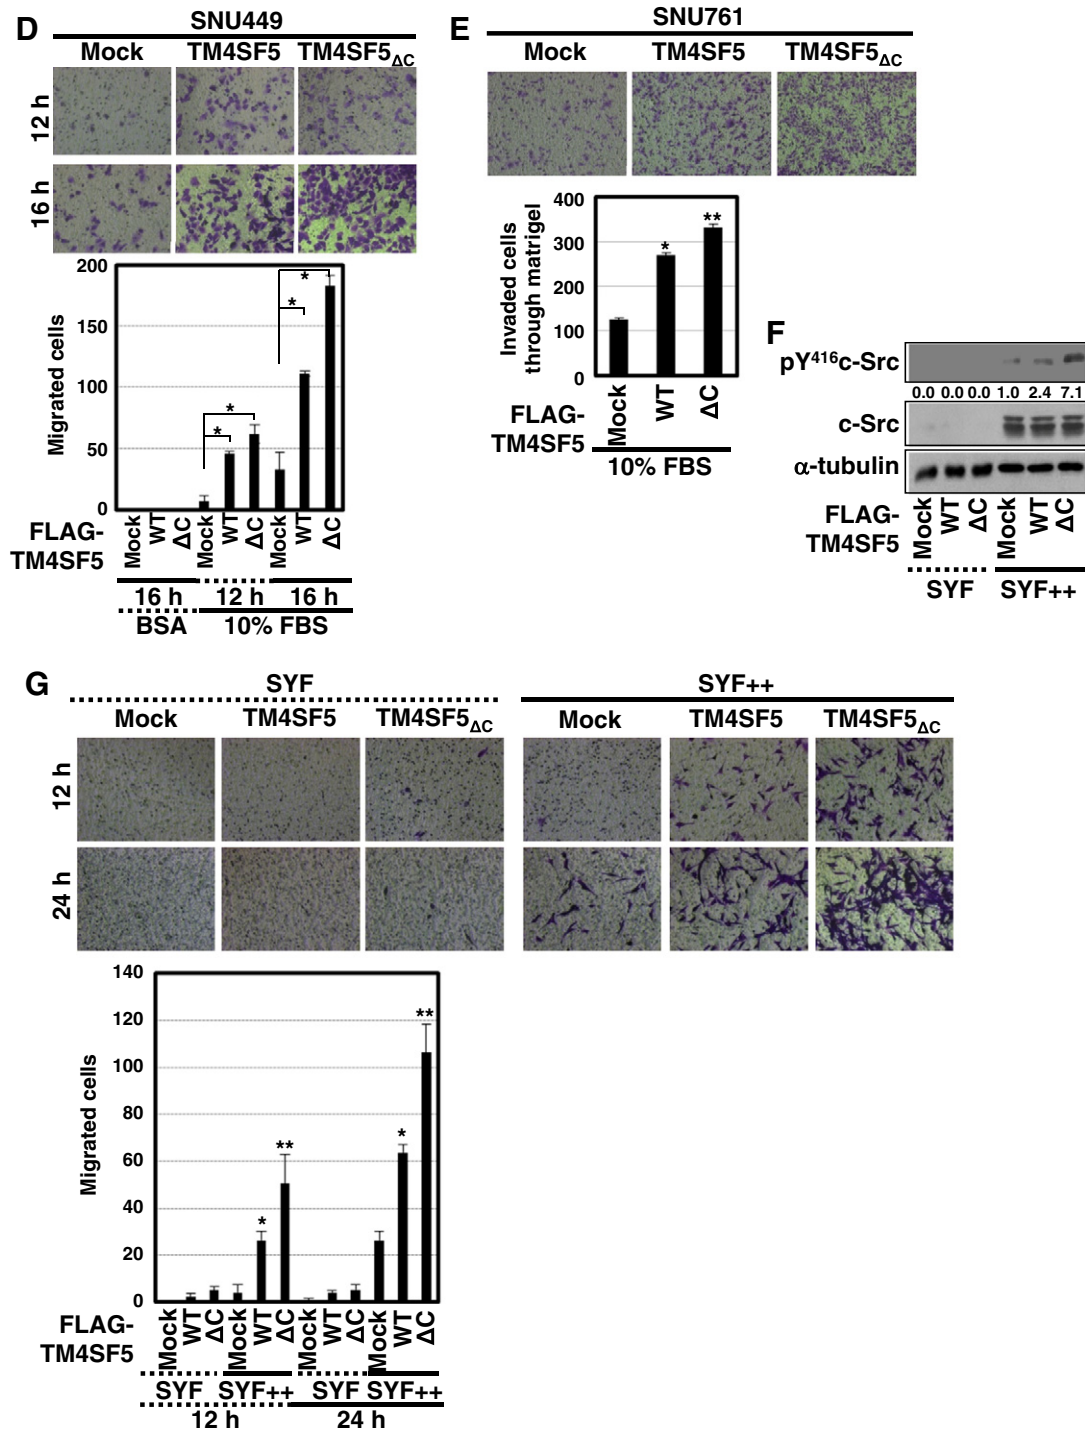 D
SNU449
Mock TM4SF5 TM4SF5ΔC
12 h
16 h
Migrated cells
200
150
100
50
0
* * * *
FLAG-TM4SF5
Mock WT ΔC Mock WT ΔC Mock WT ΔC
16 h 12 h 16 h
BSA 10% FBS
E
SNU761
Mock TM4SF5 TM4SF5ΔC
Invaded cells through matrigel
400
300
200
100
0
* **
FLAG-TM4SF5
Mock WT ΔC
10% FBS
F
pY416c-Src
0.0 0.0 0.0 1.0 2.4 7.1
c-Src
α-tubulin
FLAG-TM4SF5
Mock WT ΔC Mock WT ΔC
SYF SYF++
G
SYF SYF++
Mock TM4SF5 TM4SF5ΔC Mock TM4SF5 TM4SF5ΔC
12 h
24 h
Migrated cells
140
120
100
80
60
40
20
0
* ** * **
FLAG-TM4SF5
Mock WT ΔC Mock WT ΔC Mock WT ΔC Mock WT ΔC
SYF SYF++ SYF SYF++
12 h 24 h